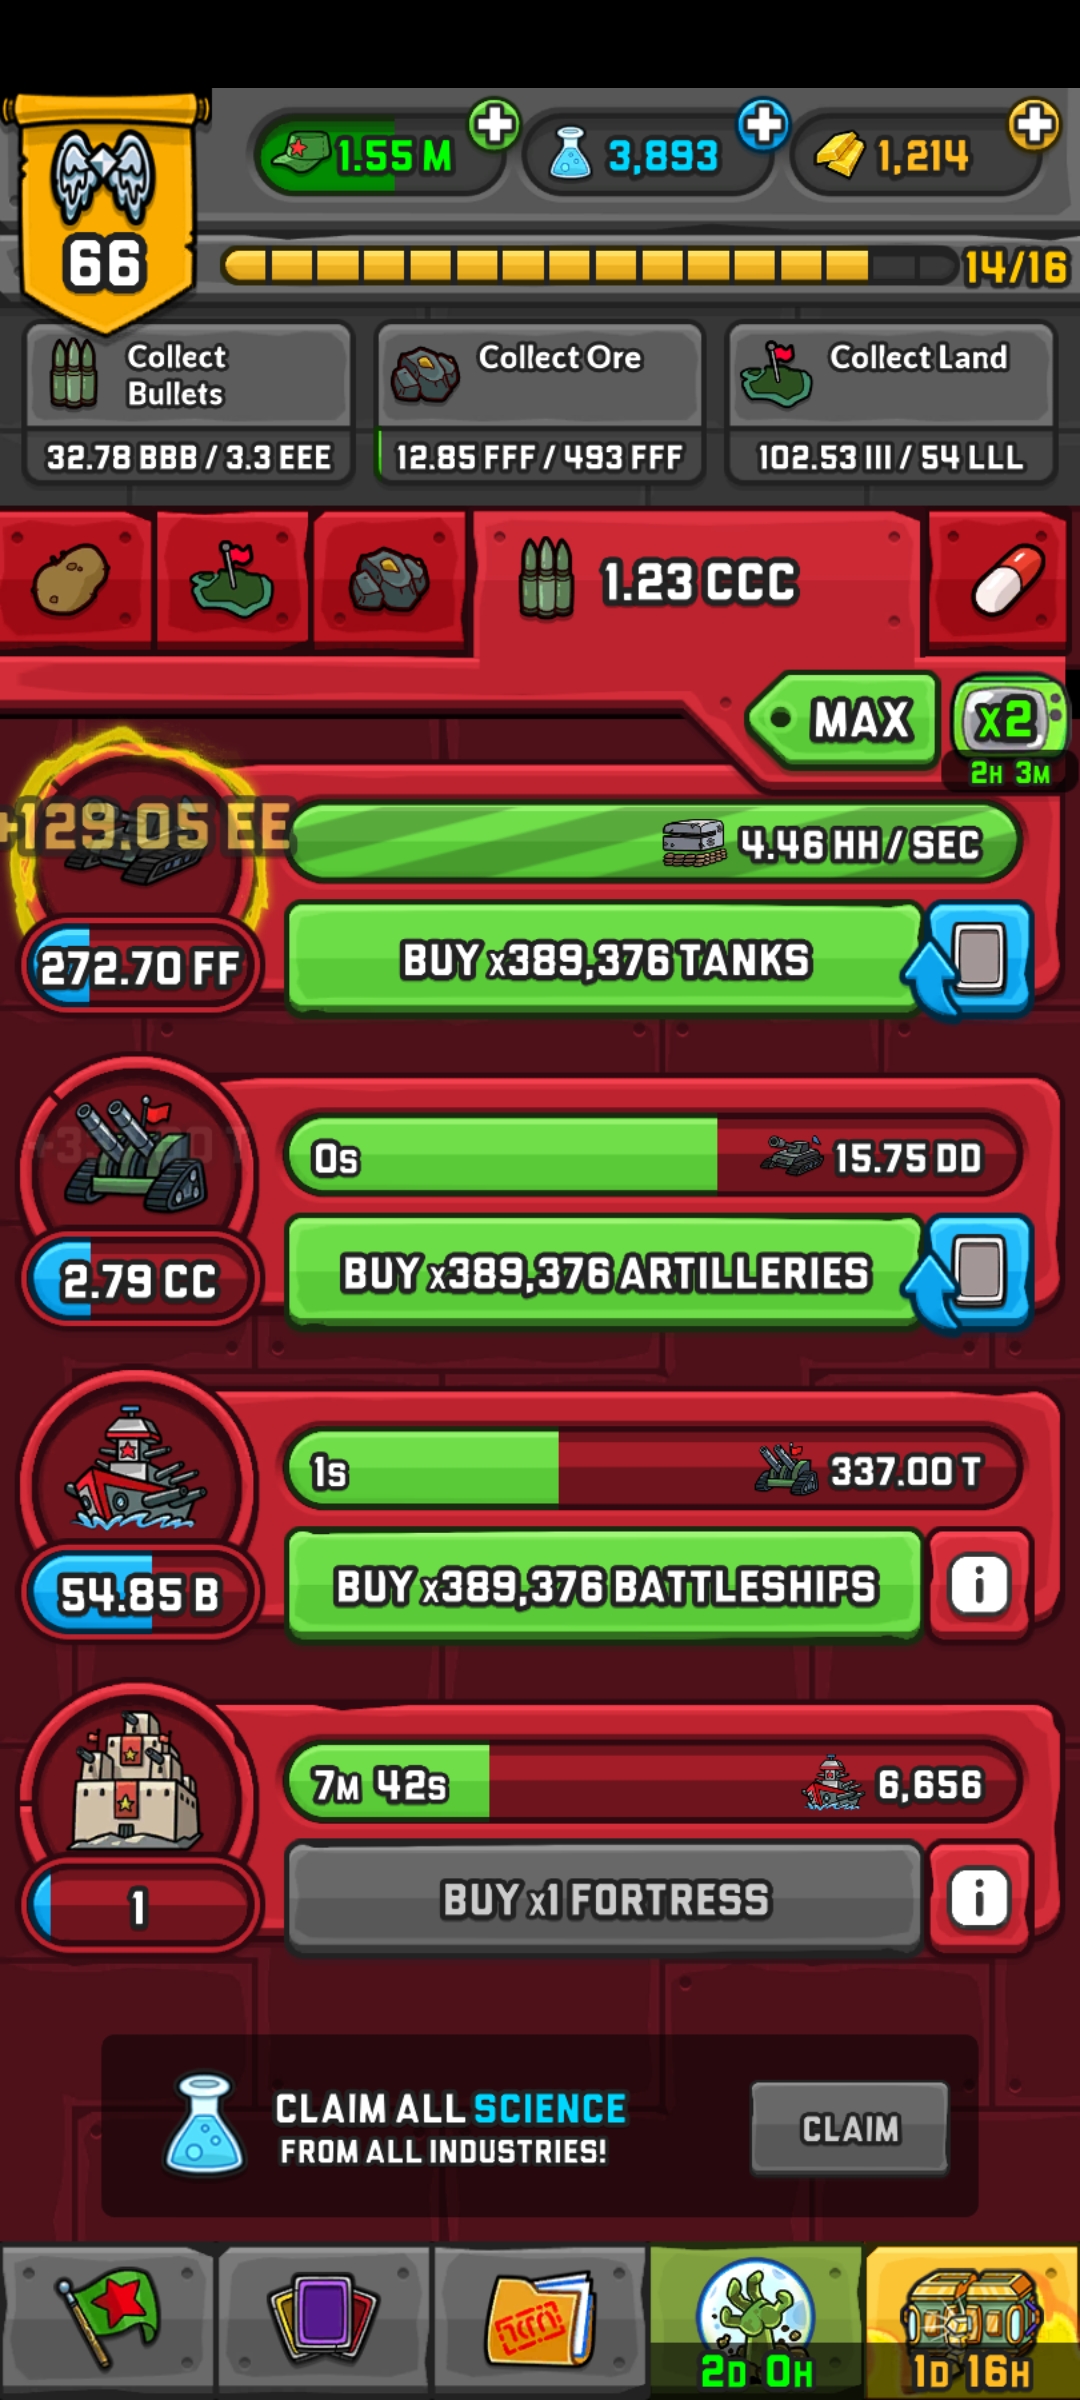 1.55 M
3,893
1,214
66
14/16
Collect
Bullets
32.78 BBB / 3.3 EEE
Collect Ore
12.85 FFF / 493 FFF
Collect Land
102.53 III / 54 LLL
1.23 CCC
MAX
x2
2H 3M
+129.05 EE
4.46 HH / SEC
272.70 FF
BUY x389,376 TANKS
0s
15.75 DD
2.79 CC
BUY x389,376 ARTILLERIES
1s
337.00 T
54.85 B
BUY x389,376 BATTLESHIPS
7M 42s
6,656
1
BUY x1 FORTRESS
CLAIM ALL SCIENCE
FROM ALL INDUSTRIES!
CLAIM
2D 0H
1D 16H